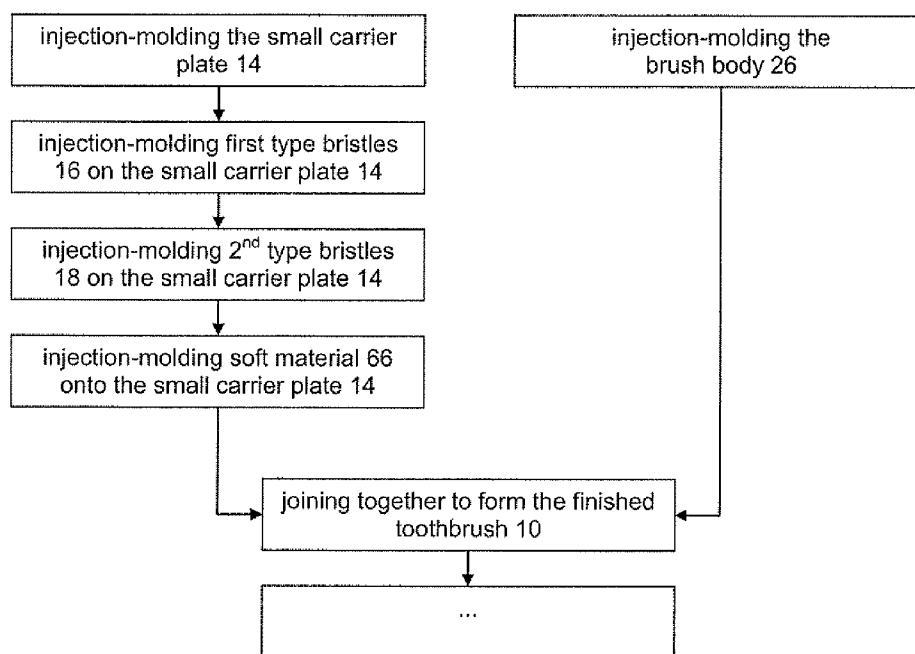 injection-molding the small carrier
plate 14
injection-molding the
brush body 26
injection-molding first type bristles
16 on the small carrier plate 14
injection-molding 2nd type bristles
18 on the small carrier plate 14
injection-molding soft material 66
onto the small carrier plate 14
joining together to form the finished
toothbrush 10
...